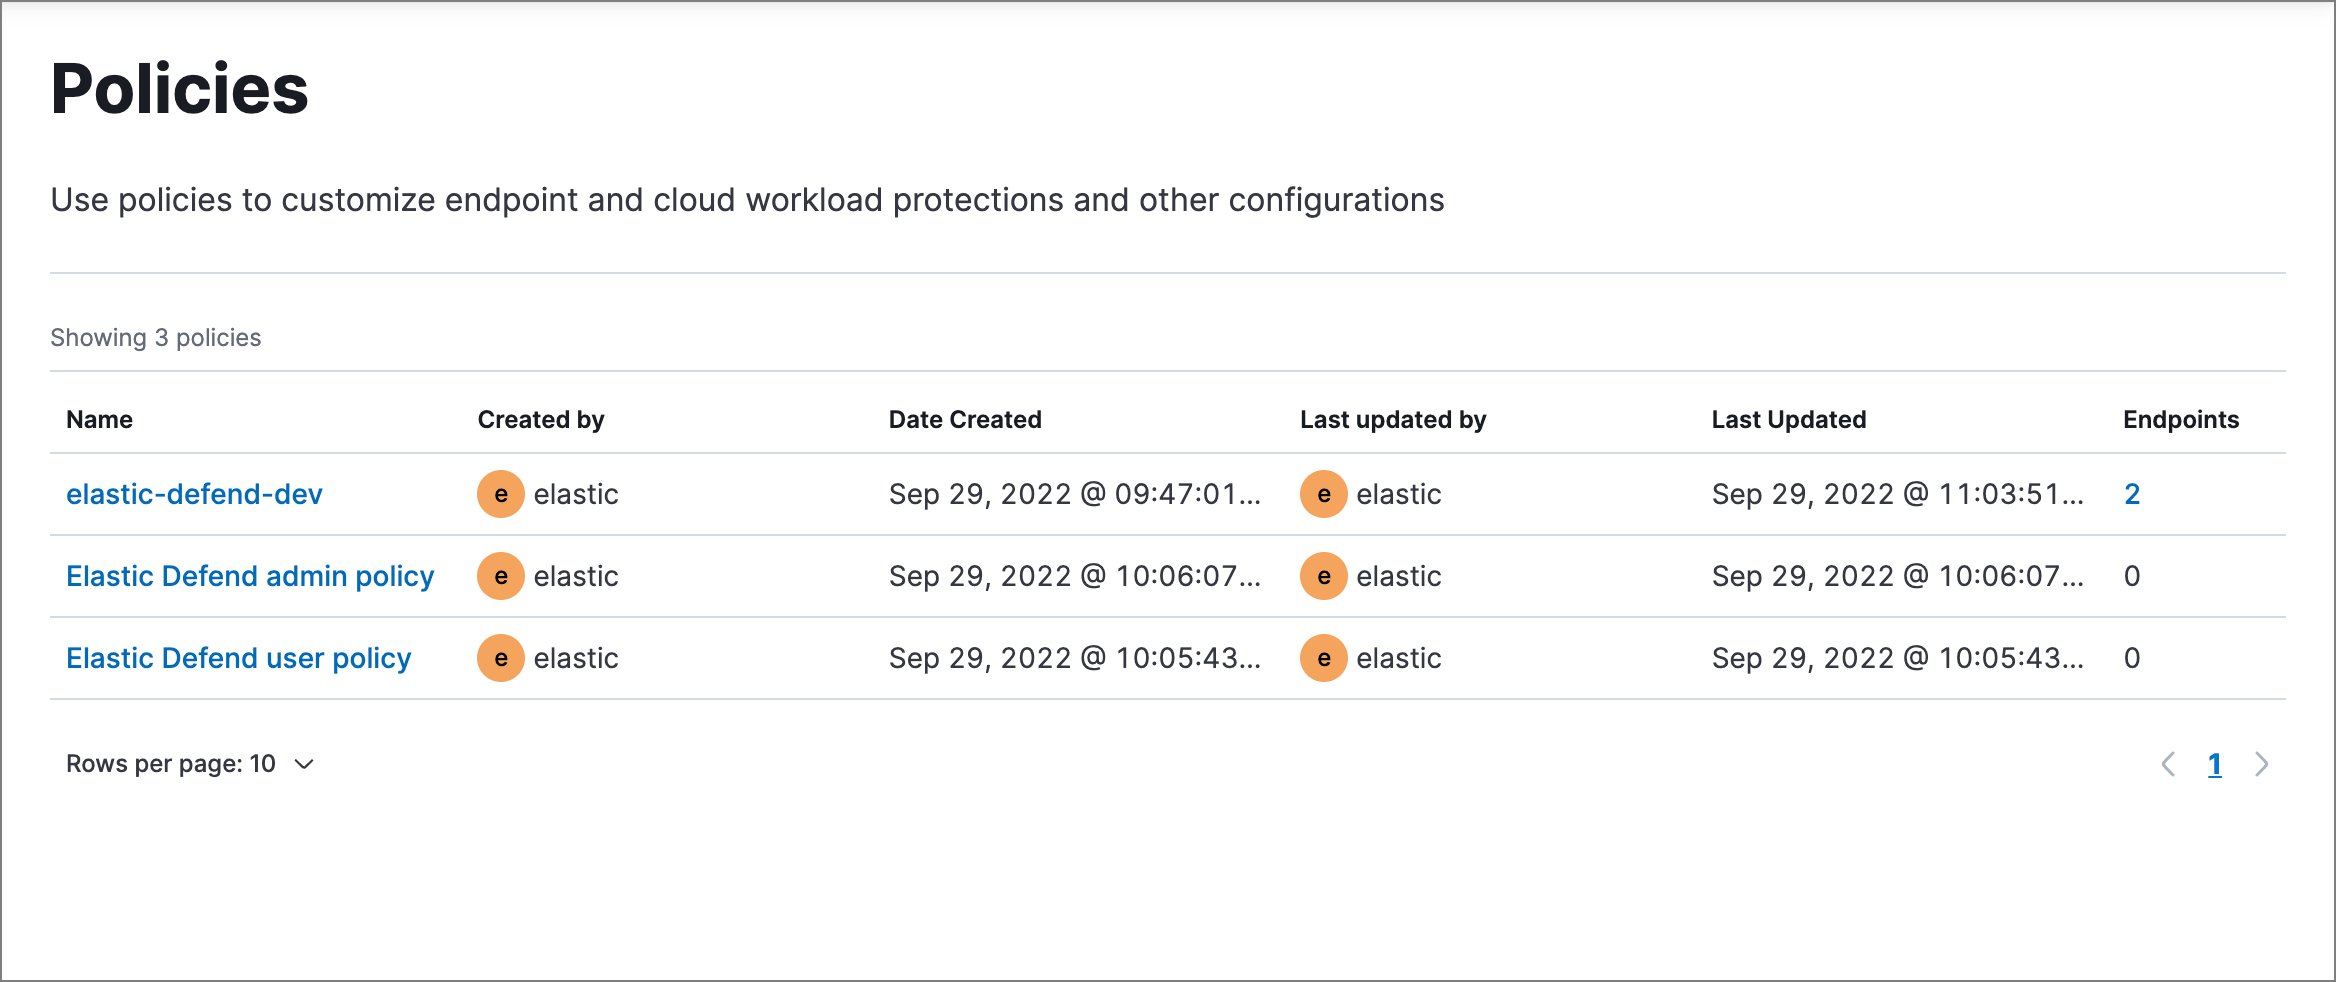 Policies
Use policies to customize endpoint and cloud workload protections and other configurations
Showing 3 policies
Name Created by Date Created Last updated by Last Updated Endpoints
elastic-defend-dev e elastic Sep 29, 2022 @ 09:47:01... e elastic Sep 29, 2022 @ 11:03:51... 2
Elastic Defend admin policy e elastic Sep 29, 2022 @ 10:06:07... e elastic Sep 29, 2022 @ 10:06:07... 0
Elastic Defend user policy e elastic Sep 29, 2022 @ 10:05:43... e elastic Sep 29, 2022 @ 10:05:43... 0
Rows per page: 10 1